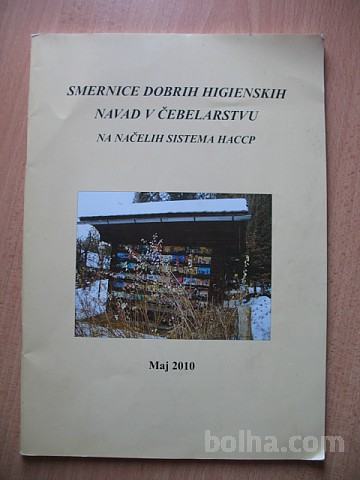 SMERNICE DOBRIH HIGIENSKIH
NAVAD V ČEBELARSTVU
NA NAČELIH SISTEMA HACCP
Maj 2010
bolha.com